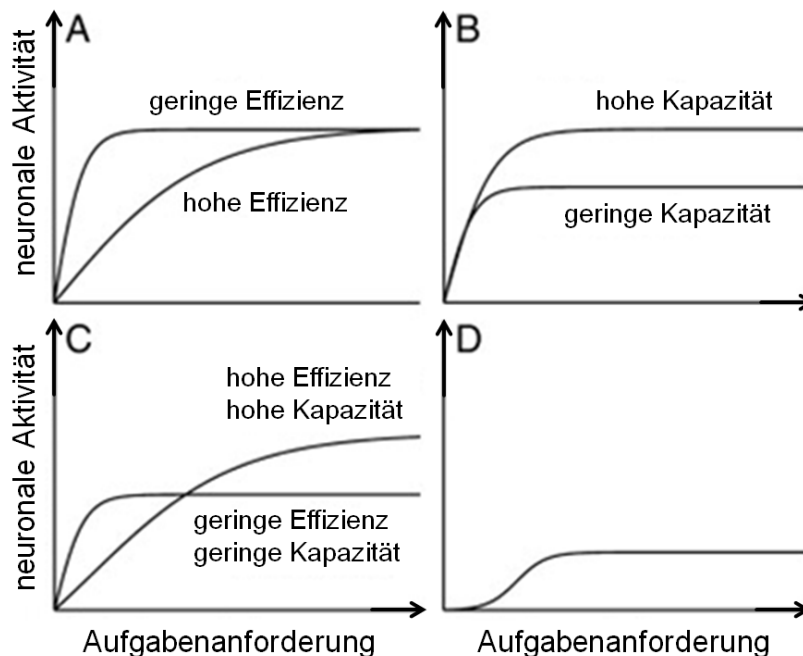 A
neuronale Aktivität
geringe Effizienz
hohe Effizienz
B
hohe Kapazität
geringe Kapazität
C
neuronale Aktivität
hohe Effizienz
hohe Kapazität
geringe Effizienz
geringe Kapazität
Aufgabenanforderung
D
Aufgabenanforderung